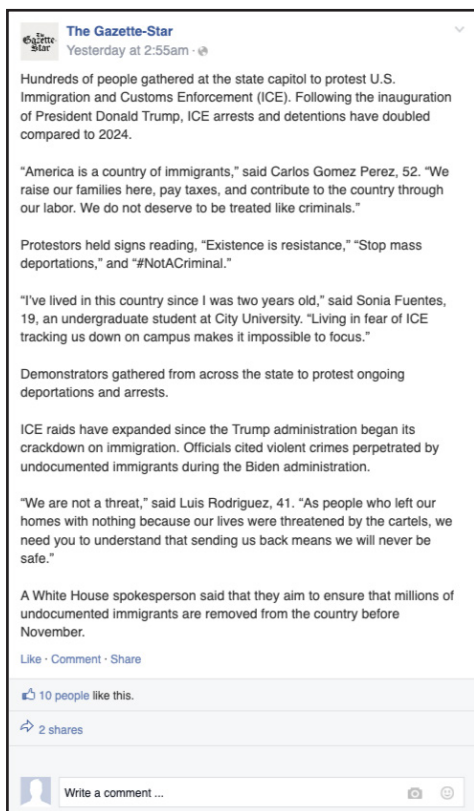 The
Gazette-
Star
The Gazette-Star
Yesterday at 2:55am ·
Hundreds of people gathered at the state capitol to protest U.S.
Immigration and Customs Enforcement (ICE). Following the inauguration
of President Donald Trump, ICE arrests and detentions have doubled
compared to 2024.
“America is a country of immigrants,” said Carlos Gomez Perez, 52. “We
raise our families here, pay taxes, and contribute to the country through
our labor. We do not deserve to be treated like criminals.”
Protestors held signs reading, “Existence is resistance,” “Stop mass
deportations,” and “#NotACriminal.”
“I’ve lived in this country since I was two years old,” said Sonia Fuentes,
19, an undergraduate student at City University. “Living in fear of ICE
tracking us down on campus makes it impossible to focus.”
Demonstrators gathered from across the state to protest ongoing
deportations and arrests.
ICE raids have expanded since the Trump administration began its
crackdown on immigration. Officials cited violent crimes perpetrated by
undocumented immigrants during the Biden administration.
“We are not a threat,” said Luis Rodriguez, 41. “As people who left our
homes with nothing because our lives were threatened by the cartels, we
need you to understand that sending us back means we will never be
safe.”
A White House spokesperson said that they aim to ensure that millions of
undocumented immigrants are removed from the country before
November.
Like · Comment · Share
10 people like this.
2 shares
Write a comment ...